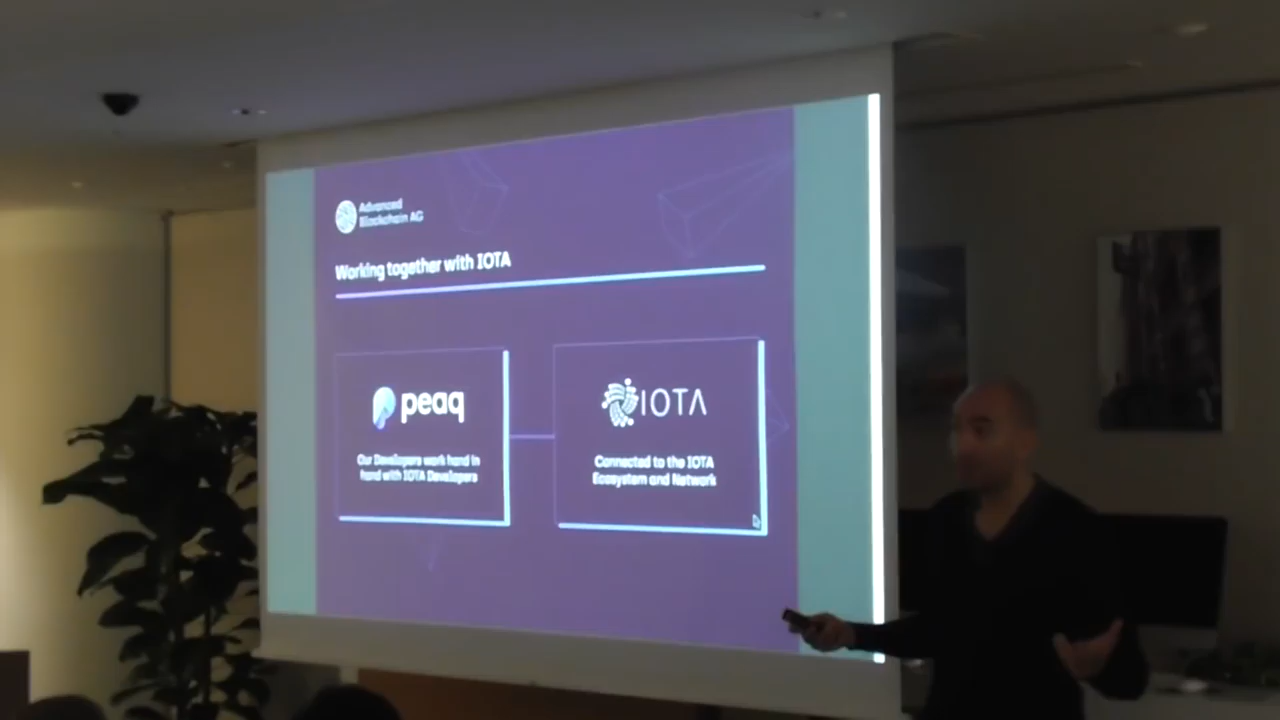 Advanced
Blockchain AG
Working together with IOTA
peaq
Our Developers work hand in
hand with IOTA Developers
IOTA
Connected to the IOTA
Ecosystem and Network